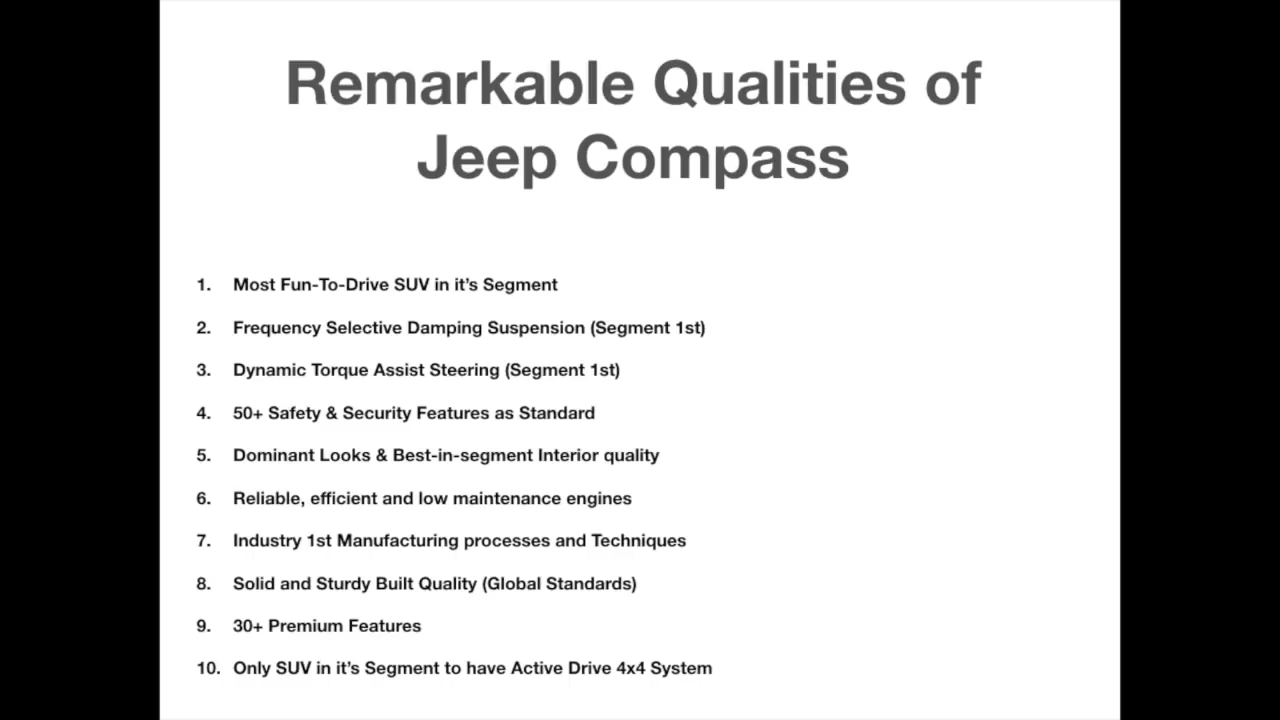 Remarkable Qualities of
Jeep Compass
1. Most Fun-To-Drive SUV in it’s Segment
2. Frequency Selective Damping Suspension (Segment 1st)
3. Dynamic Torque Assist Steering (Segment 1st)
4. 50+ Safety & Security Features as Standard
5. Dominant Looks & Best-in-segment Interior quality
6. Reliable, efficient and low maintenance engines
7. Industry 1st Manufacturing processes and Techniques
8. Solid and Sturdy Built Quality (Global Standards)
9. 30+ Premium Features
10. Only SUV in it’s Segment to have Active Drive 4x4 System